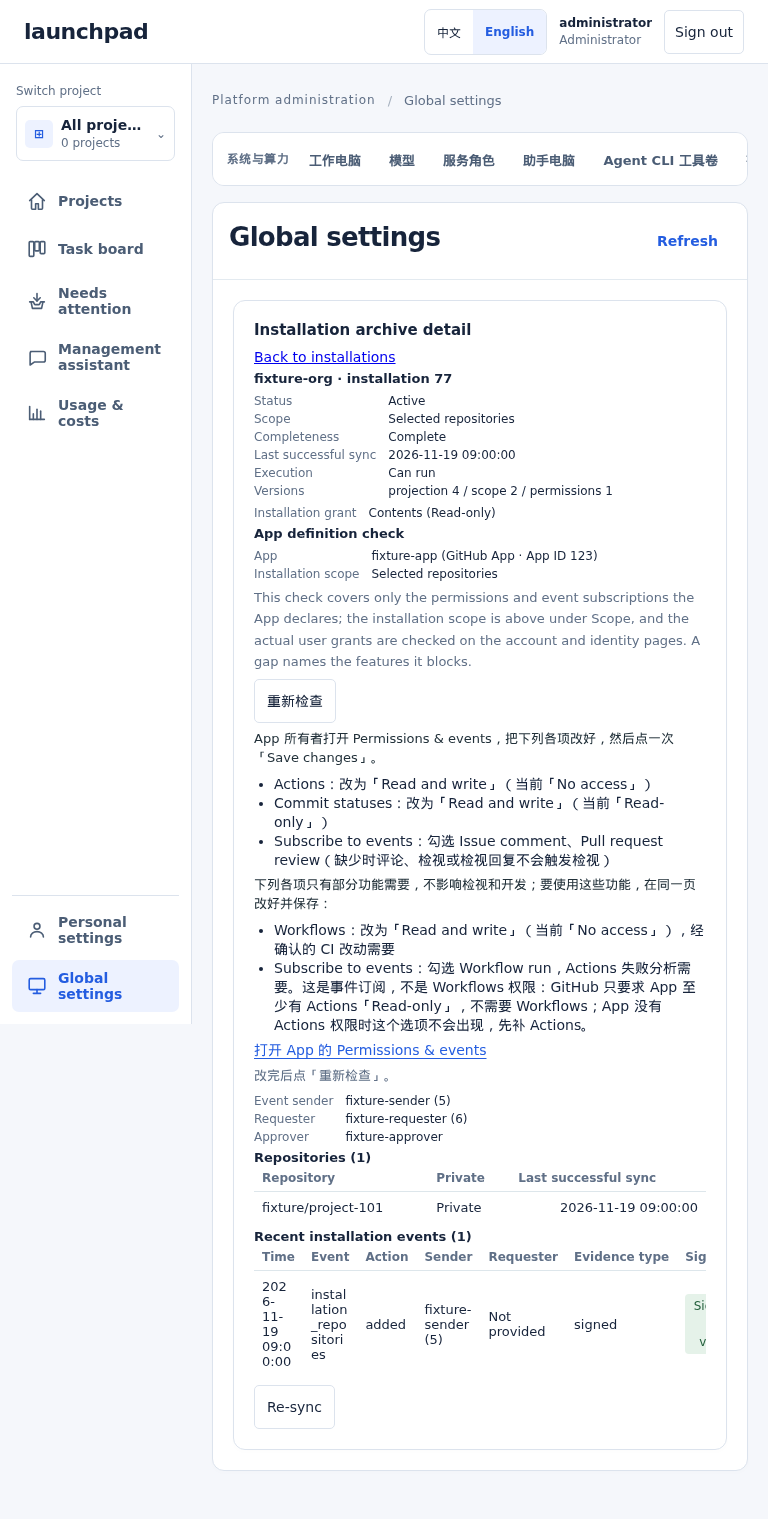 launchpad
中文
English
administrator
Administrator
Sign out
Switch project
All proje...
0 projects
Projects
Task board
Needs
attention
Management
assistant
Usage &
costs
Personal
settings
Global
settings
Platform administration / Global settings
系统与算力
工作电脑
模型
服务角色
助手电脑
Agent CLI 工具卷
Global settings
Refresh
Installation archive detail
Back to installations
fixture-org · installation 77
Status Active
Scope Selected repositories
Completeness Complete
Last successful sync 2026-11-19 09:00:00
Execution Can run
Versions projection 4 / scope 2 / permissions 1
Installation grant Contents (Read-only)
App definition check
App fixture-app (GitHub App · App ID 123)
Installation scope Selected repositories
This check covers only the permissions and event subscriptions the
App declares; the installation scope is above under Scope, and the
actual user grants are checked on the account and identity pages. A
gap names the features it blocks.
重新检查
App 所有者打开 Permissions & events，把下列各项改好，然后点一次
「Save changes」。
• Actions：改为「Read and write」（当前「No access」）
• Commit statuses：改为「Read and write」（当前「Read-
only」）
• Subscribe to events：勾选 Issue comment、Pull request
review（缺少时评论、检视或检视回复不会触发检视）
下列各项只有部分功能需要，不影响检视和开发；要使用这些功能，在同一页
改好并保存：
• Workflows：改为「Read and write」（当前「No access」），经
确认的 CI 改动需要
• Subscribe to events：勾选 Workflow run，Actions 失败分析需
要。这是事件订阅，不是 Workflows 权限：GitHub 只要求 App 至
少有 Actions「Read-only」，不需要 Workflows；App 没有
Actions 权限时这个选项不会出现，先补 Actions。
打开 App 的 Permissions & events
改完后点「重新检查」。
Event sender fixture-sender (5)
Requester fixture-requester (6)
Approver fixture-approver
Repositories (1)
Repository Private Last successful sync
fixture/project-101 Private 2026-11-19 09:00:00
Recent installation events (1)
Time Event Action Sender Requester Evidence type Sig
202
6-
11-
19
09:0
0:00
instal
lation
_repo
sitori
es
added
fixture-
sender
(5)
Not
provided
signed
Re-sync